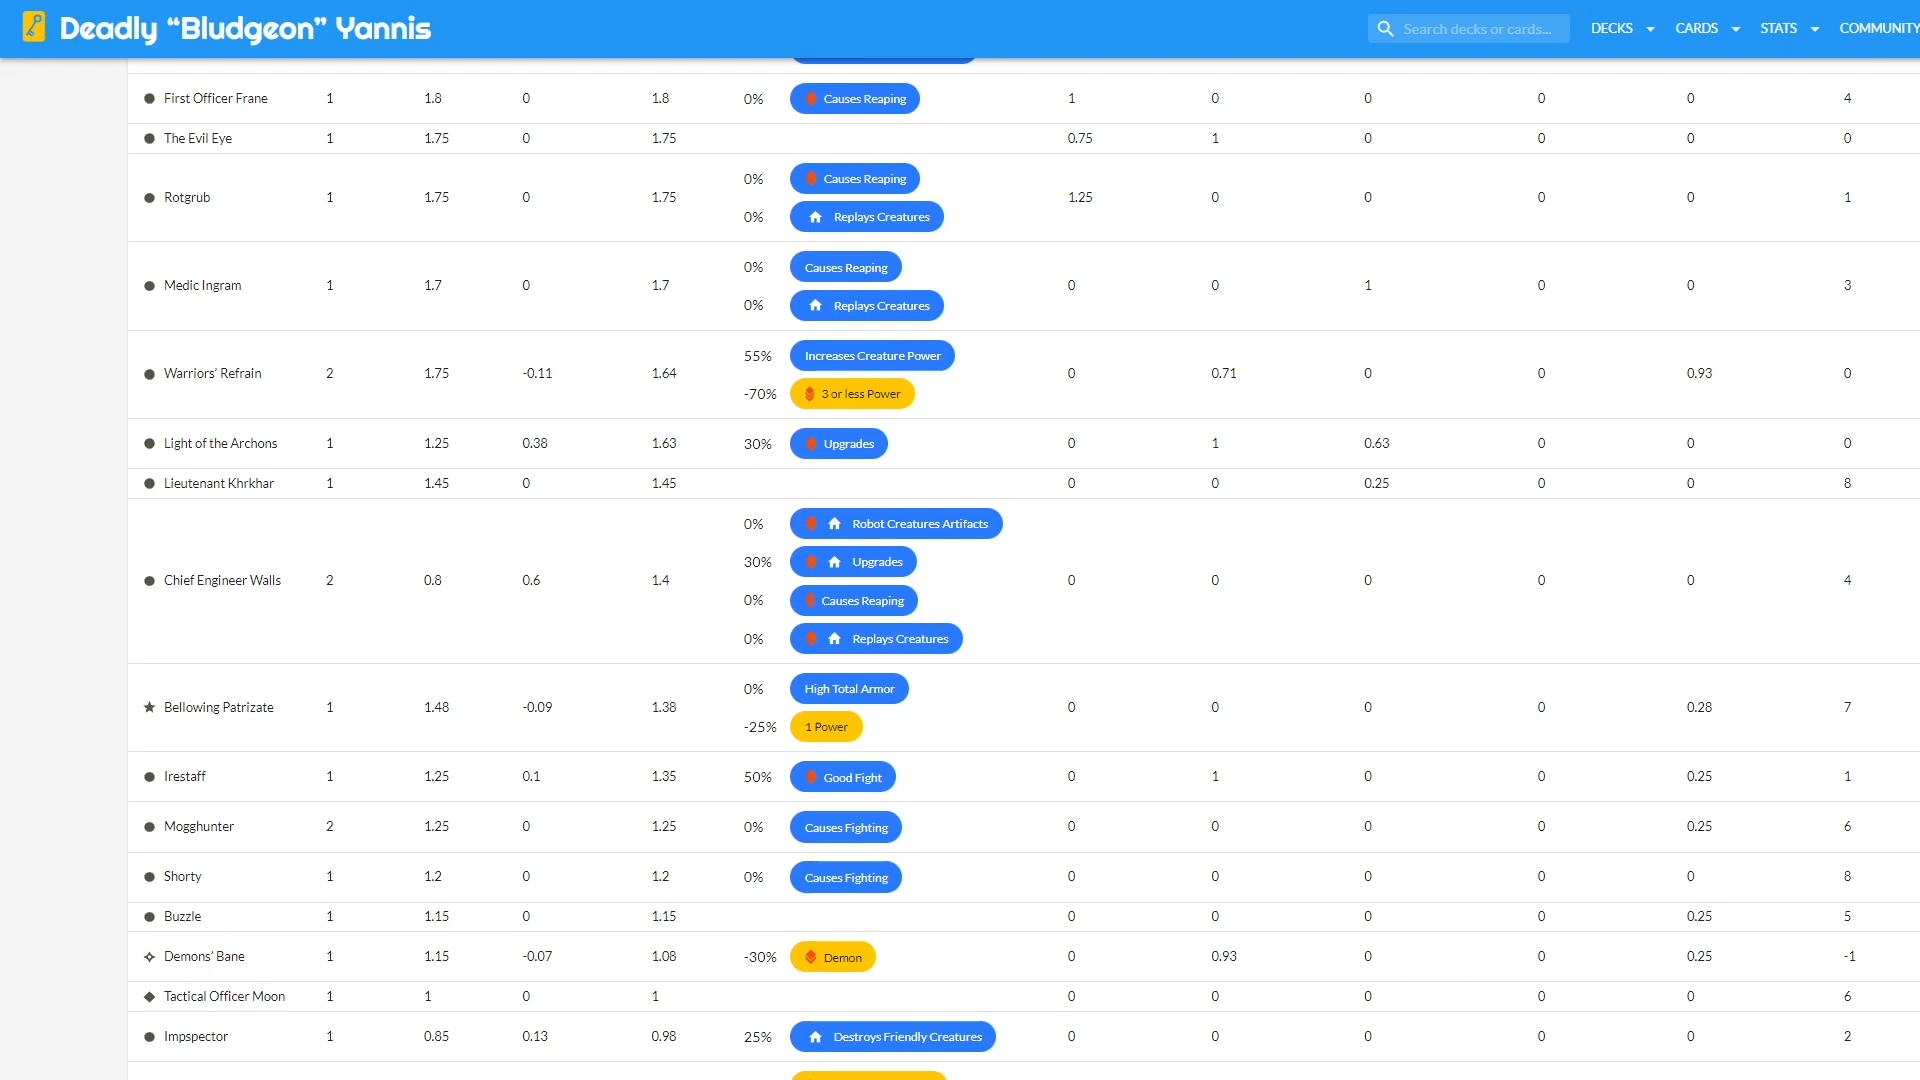 Deadly “Bludgeon” Yannis
Search decks or cards...
DECKS
CARDS
STATS
COMMUNITY
First Officer Frane 1 1.8 0 1.8 0% Causes Reaping 1 0 0 0 0 4
The Evil Eye 1 1.75 0 1.75 0.75 1 0 0 0 0
Rotgrub 1 1.75 0 1.75 0% Causes Reaping 1.25 0 0 0 0 1
0% Replays Creatures
Medic Ingram 1 1.7 0 1.7 0% Causes Reaping 0 0 1 0 0 3
0% Replays Creatures
Warriors’ Refrain 2 1.75 -0.11 1.64 55% Increases Creature Power 0 0.71 0 0 0.93 0
-70% 3 or less Power
Light of the Archons 1 1.25 0.38 1.63 30% Upgrades 0 1 0.63 0 0 0
Lieutenant Khrkhar 1 1.45 0 1.45 0 0 0.25 0 0 8
Chief Engineer Walls 2 0.8 0.6 1.4 0% Robot Creatures Artifacts 0 0 0 0 0 4
30% Upgrades
0% Causes Reaping
0% Replays Creatures
Bellowing Patrizate 1 1.48 -0.09 1.38 0% High Total Armor 0 0 0 0 0.28 7
-25% 1 Power
Irestaff 1 1.25 0.1 1.35 50% Good Fight 0 1 0 0 0.25 1
Mogghunter 2 1.25 0 1.25 0% Causes Fighting 0 0 0 0 0.25 6
Shorty 1 1.2 0 1.2 0% Causes Fighting 0 0 0 0 0 8
Buzzle 1 1.15 0 1.15 0 0 0 0 0.25 5
Demons’ Bane 1 1.15 -0.07 1.08 -30% Demon 0 0.93 0 0 0.25 -1
Tactical Officer Moon 1 1 0 1 0 0 0 0 0 6
Impspector 1 0.85 0.13 0.98 25% Destroys Friendly Creatures 0 0 0 0 0 2